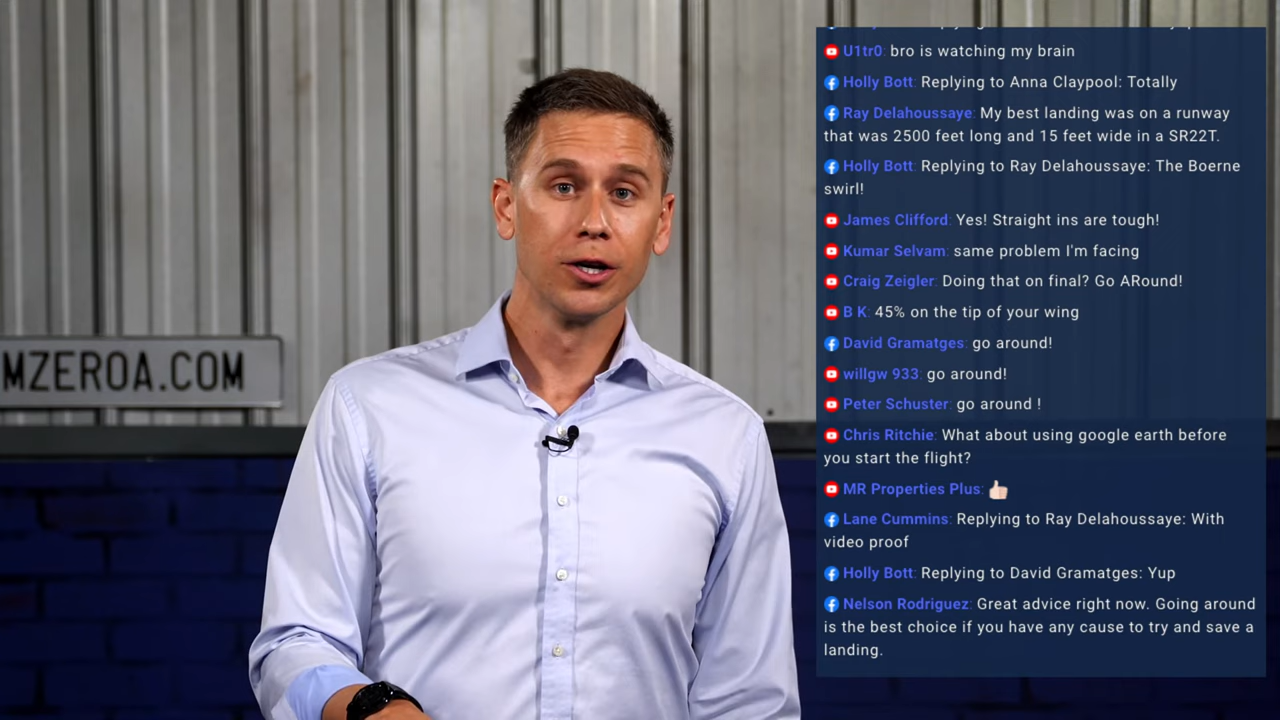 MZEROA.COM
U1tr0: bro is watching my brain
Holly Bott: Replying to Anna Claypool: Totally
Ray Delahoussaye: My best landing was on a runway
that was 2500 feet long and 15 feet wide in a SR22T.
Holly Bott: Replying to Ray Delahoussaye: The Boerne
swirl!
James Clifford: Yes! Straight ins are tough!
Kumar Selvam: same problem I'm facing
Craig Zeigler: Doing that on final? Go ARound!
B K: 45% on the tip of your wing
David Gramatges: go around!
willgw 933: go around!
Peter Schuster: go around !
Chris Ritchie: What about using google earth before
you start the flight?
MR Properties Plus: 👍🏻
Lane Cummins: Replying to Ray Delahoussaye: With
video proof
Holly Bott: Replying to David Gramatges: Yup
Nelson Rodriguez: Great advice right now. Going around
is the best choice if you have any cause to try and save a
landing.